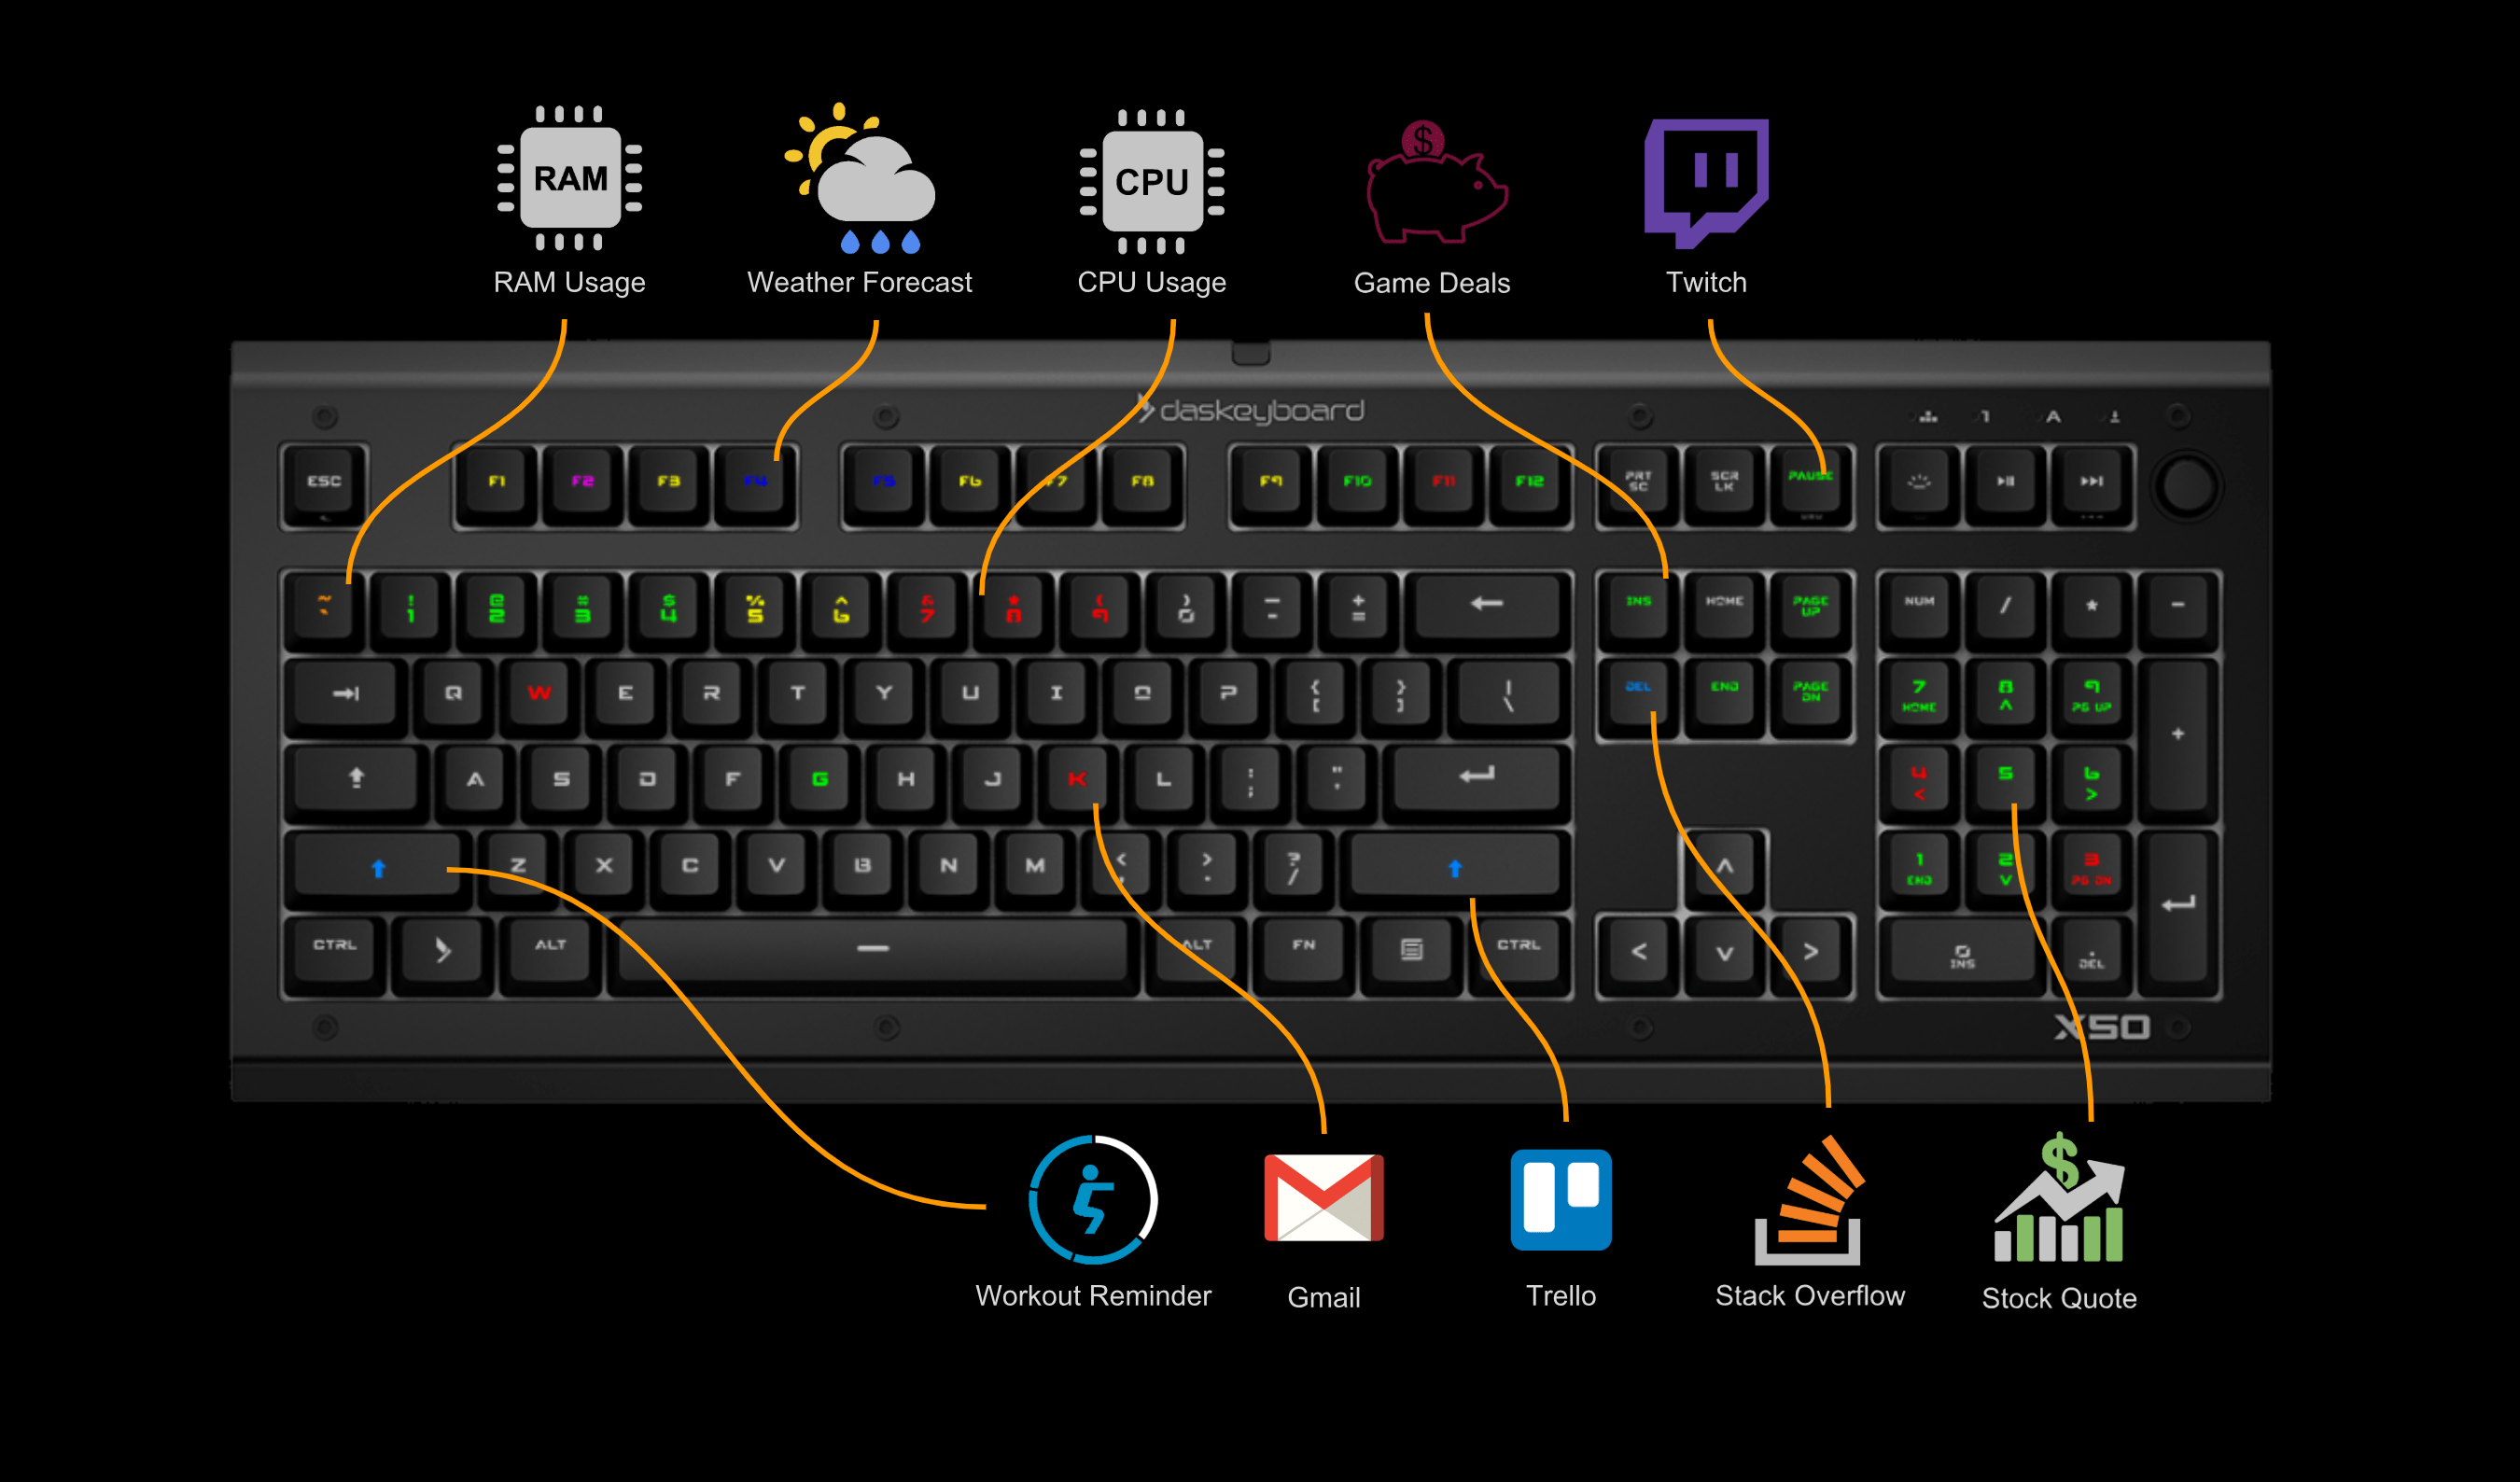 RAM
CPU
$
RAM Usage
Weather Forecast
CPU Usage
Game Deals
Twitch
daskeyboard
1 A
ESC F1 F2 F3 F4 F5 F6 F7 F8 F9 F10 F11 F12 PRT SC SCR LK PAUSE
~ ` ! 1 @ 2 # 3 $ 4 % 5 ^ 6 & 7 * 8 ( 9 ) 0 _ - + = INS HOME PAGE UP NUM / * -
Q W E R T Y U I O P { [ } ] | \ DEL END PAGE DN 7 HOME 8 ^ 9 PG UP +
A S D F G H J K L : ; " ' 4 < 5 6 >
Z X C V B N M < , > . ? / ^ 1 END 2 V 3 PG DN
CTRL ALT ALT FN CTRL < V > 0 INS . DEL
X50
$
Workout Reminder
Gmail
Trello
Stack Overflow
Stock Quote